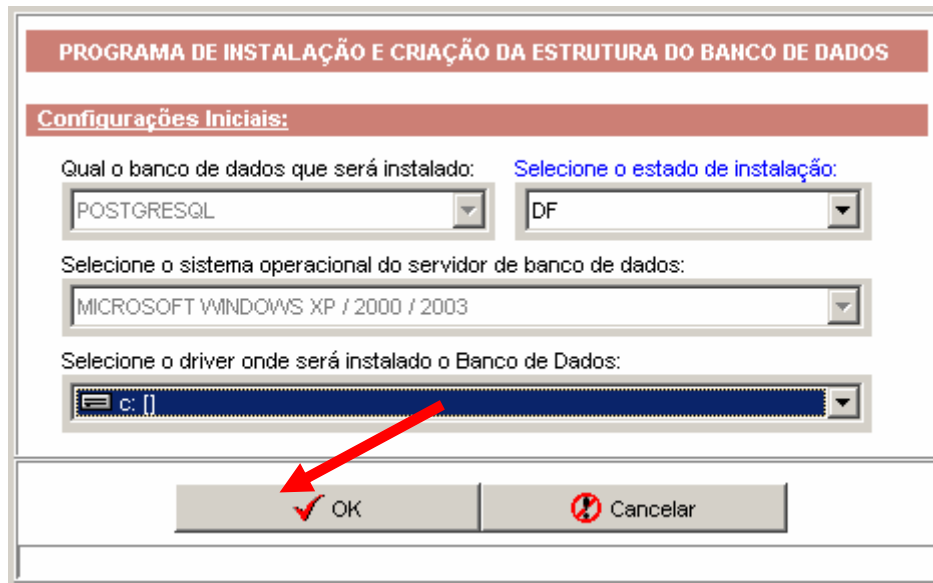 PROGRAMA DE INSTALAÇÃO E CRIAÇÃO DA ESTRUTURA DO BANCO DE DADOS
Configurações Iniciais:
Qual o banco de dados que será instalado: Selecione o estado de instalação:
POSTGRESQL DF
Selecione o sistema operacional do servidor de banco de dados:
MICROSOFT WINDOWS XP / 2000 / 2003
Selecione o driver onde será instalado o Banco de Dados:
c: []
OK Cancelar